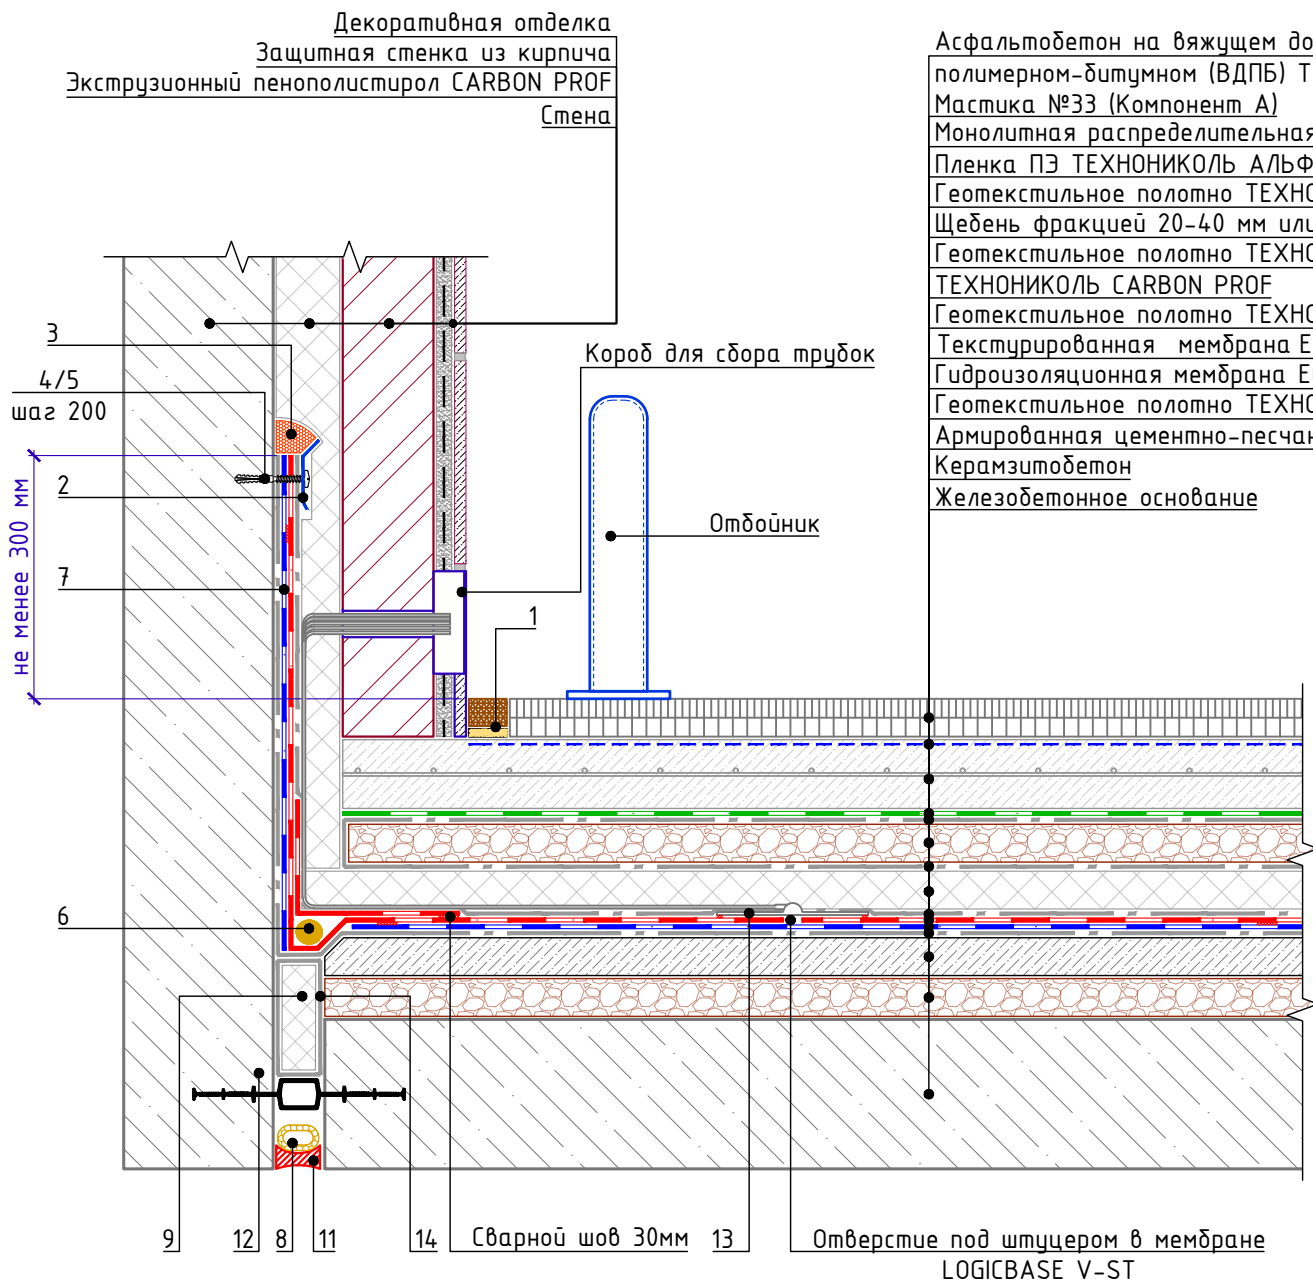 Декоративная отделка
Защитная стенка из кирпича
Экструзионный пенополистирол CARBON PROF
Стена
Асфальтобетон на вяжущем до
полимерном-битумном (ВДПБ) Т
Мастика №33 (Компонент А)
Монолитная распределительная
Пленка ПЭ ТЕХНОНИКОЛЬ АЛЬФ
Геотекстильное полотно ТЕХНО
Щебень фракцией 20-40 мм или
Геотекстильное полотно ТЕХНО
ТЕХНОНИКОЛЬ CARBON PROF
Геотекстильное полотно ТЕХНО
Текстурированная мембрана E
Гидроизоляционная мембрана E
Геотекстильное полотно ТЕХНО
Армированная цементно-песчан
Керамзитобетон
Железобетонное основание
3
4/5
шаг 200
2
не менее 300 мм
7
Короб для сбора трубок
Отбойник
1
6
9
12
8
11
14
Сварной шов 30мм
13
Отверстие под штуцером в мембране
LOGICBASE V-ST